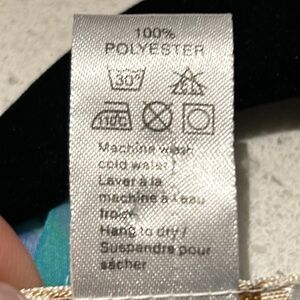 100%
POLYESTER
30°
CL
110°C
Machine wash
cold water /
Laver à la
machine à l'eau
froide
Hang to dry /
Suspendre pour
sécher